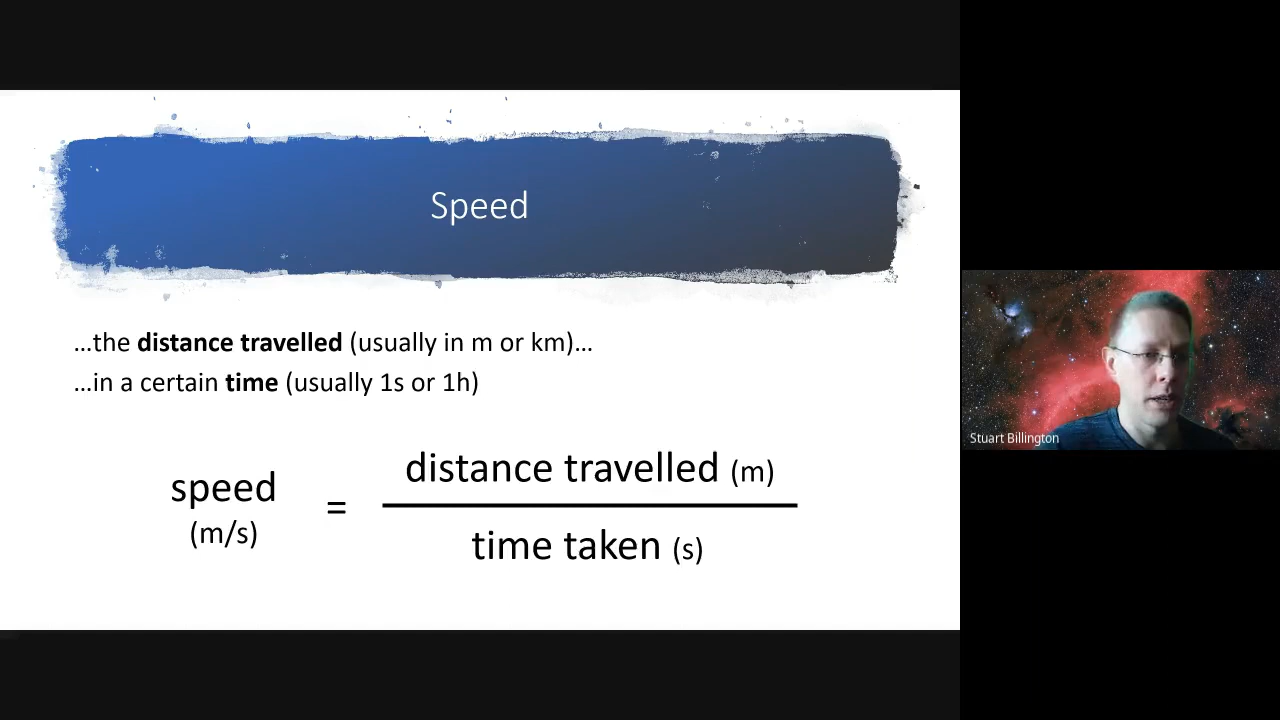 Speed
...the distance travelled (usually in m or km)...
...in a certain time (usually 1s or 1h)
speed
(m/s)
=
distance travelled (m)
time taken (s)
Stuart Billington